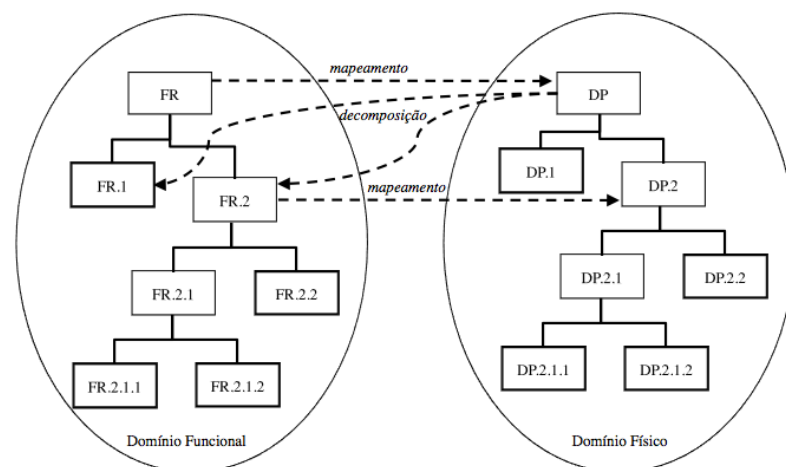 mapeamento
FR
DP
decomposição
FR.1
DP.1
FR.2
mapeamento
DP.2
FR.2.1
FR.2.2
DP.2.1
DP.2.2
FR.2.1.1
FR.2.1.2
DP.2.1.1
DP.2.1.2
Domínio Funcional
Domínio Físico